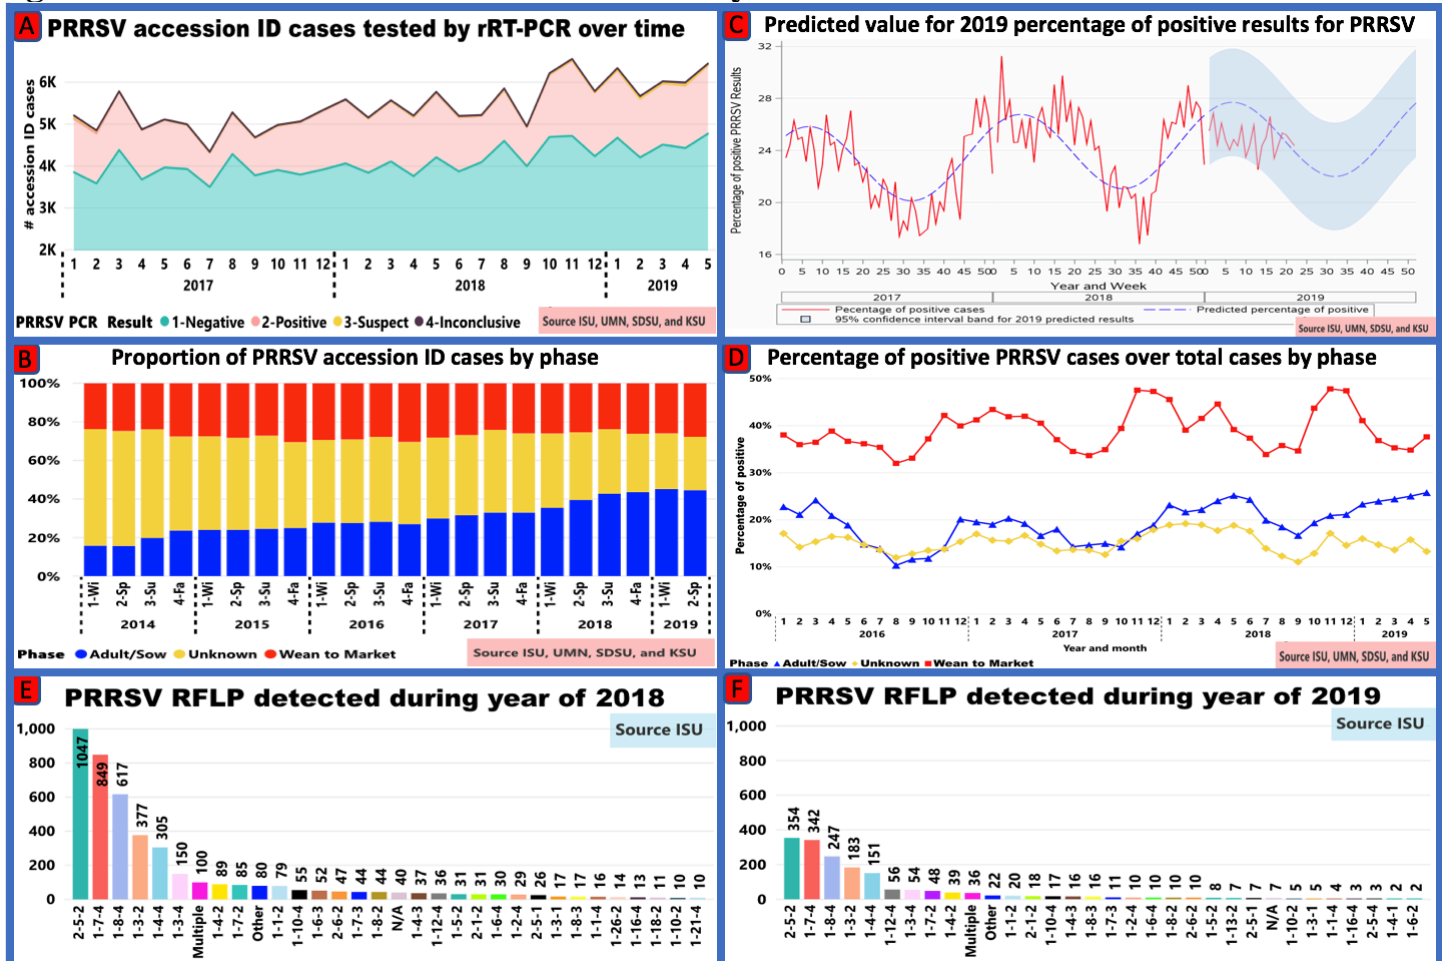 A
PRRSV accession ID cases tested by rRT-PCR over time
# accession ID cases
6K
5K
4K
3K
2K
1 2 3 4 5 6 7 8 9 10 11 12 1 2 3 4 5 6 7 8 9 10 11 12 1 2 3 4 5
2017 2018 2019
PRRSV PCR Result 1-Negative 2-Positive 3-Suspect 4-Inconclusive
Source ISU, UMN, SDSU, and KSU
C
Predicted value for 2019 percentage of positive results for PRRSV
Percentage of positive PRRSV Results
32
28
24
20
16
0 5 10 15 20 25 30 35 40 45 500 5 10 15 20 25 30 35 40 45 500 5 10 15 20 25 30 35 40 45 50
Year and Week
2017 2018 2019
Pecentage of positive cases Predicted percentage of positive
95% confidence interval band for 2019 predicted results
Source ISU, UMN, SDSU, and KSU
B
Proportion of PRRSV accession ID cases by phase
100%
80%
60%
40%
20%
0%
1-Wi 2-Sp 3-Su 4-Fa 1-Wi 2-Sp 3-Su 4-Fa 1-Wi 2-Sp 3-Su 4-Fa 1-Wi 2-Sp 3-Su 4-Fa 1-Wi 2-Sp 3-Su 4-Fa 1-Wi 2-Sp
2014 2015 2016 2017 2018 2019
Phase Adult/Sow Unknown Wean to Market
Source ISU, UMN, SDSU, and KSU
D
Percentage of positive PRRSV cases over total cases by phase
Percentage of positive
50%
40%
30%
20%
10%
0%
1 2 3 4 5 6 7 8 9 10 11 12 1 2 3 4 5 6 7 8 9 10 11 12 1 2 3 4 5 6 7 8 9 10 11 12 1 2 3 4 5
2016 2017 2018 2019
Year and month
Phase Adult/Sow Unknown Wean to Market
Source ISU, UMN, SDSU, and KSU
E
PRRSV RFLP detected during year of 2018
Source ISU
1,000
800
600
400
200
0
1047 849 617 377 305 150 100 89 85 80 79 55 52 47 44 44 40 37 36 31 31 30 29 26 17 17 16 14 13 11 10 10
2-5-2 1-7-4 1-8-4 1-3-2 1-4-4 1-3-4 Multiple 1-4-2 1-7-2 Other 1-1-2 1-10-4 1-6-3 2-6-2 1-7-3 1-8-2 N/A 1-4-3 1-12-4 1-5-2 2-1-2 1-6-4 1-2-4 2-5-1 1-3-1 1-8-3 1-1-4 1-26-2 1-16-4 1-18-2 1-10-2 1-21-4
F
PRRSV RFLP detected during year of 2019
Source ISU
1,000
800
600
400
200
0
354 342 247 183 151 56 54 48 39 36 22 20 18 17 16 16 11 10 10 10 10 8 7 7 7 5 5 4 3 3 2 2
2-5-2 1-7-4 1-8-4 1-3-2 1-4-4 1-12-4 1-3-4 1-7-2 1-4-2 Multiple Other 1-1-2 2-1-2 1-10-4 1-4-3 1-8-3 1-7-3 1-2-4 1-6-4 1-8-2 2-6-2 1-5-2 1-13-2 2-5-1 N/A 1-10-2 1-3-1 1-1-4 1-16-4 2-5-4 1-4-1 1-6-2